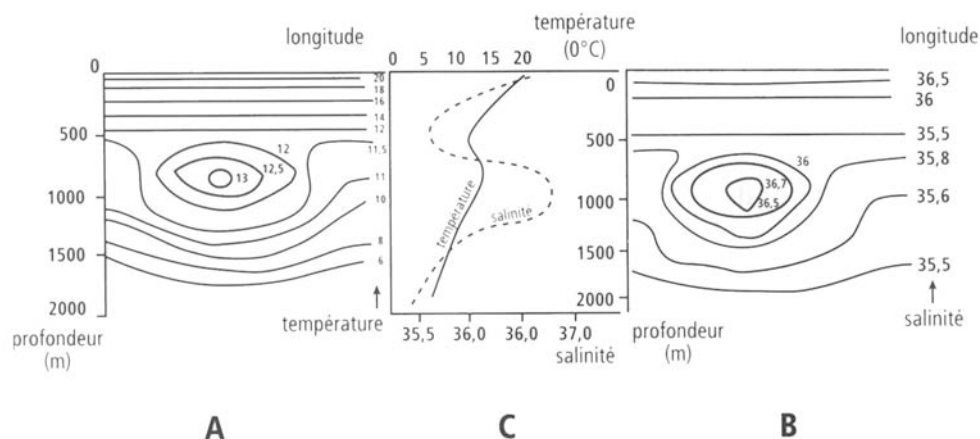 longitude
0
20
18
16
14
12
500
12
11,5
12,5
13
11
1000
10
1500
8
6
2000
température
profondeur
(m)
A
température
(0°C)
0 5 10 15 20
0
500
1000
température
salinité
1500
2000
35,5 36,0 36,0 37,0
salinité
C
longitude
36,5
36
35,5
36
35,8
36,7
36,5
35,6
35,5
profondeur
(m)
salinité
B